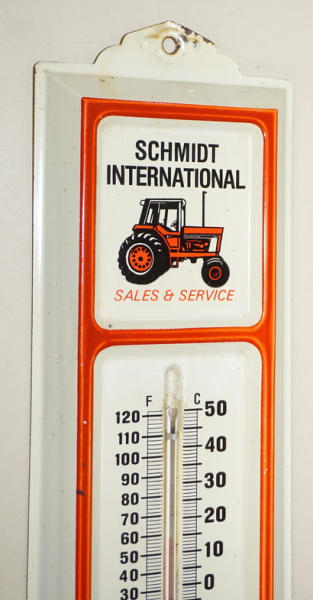 SCHMIDT
INTERNATIONAL
SALES & SERVICE
F C
120 50
110
100 40
90
80 30
70 20
60
50 10
40
30 0